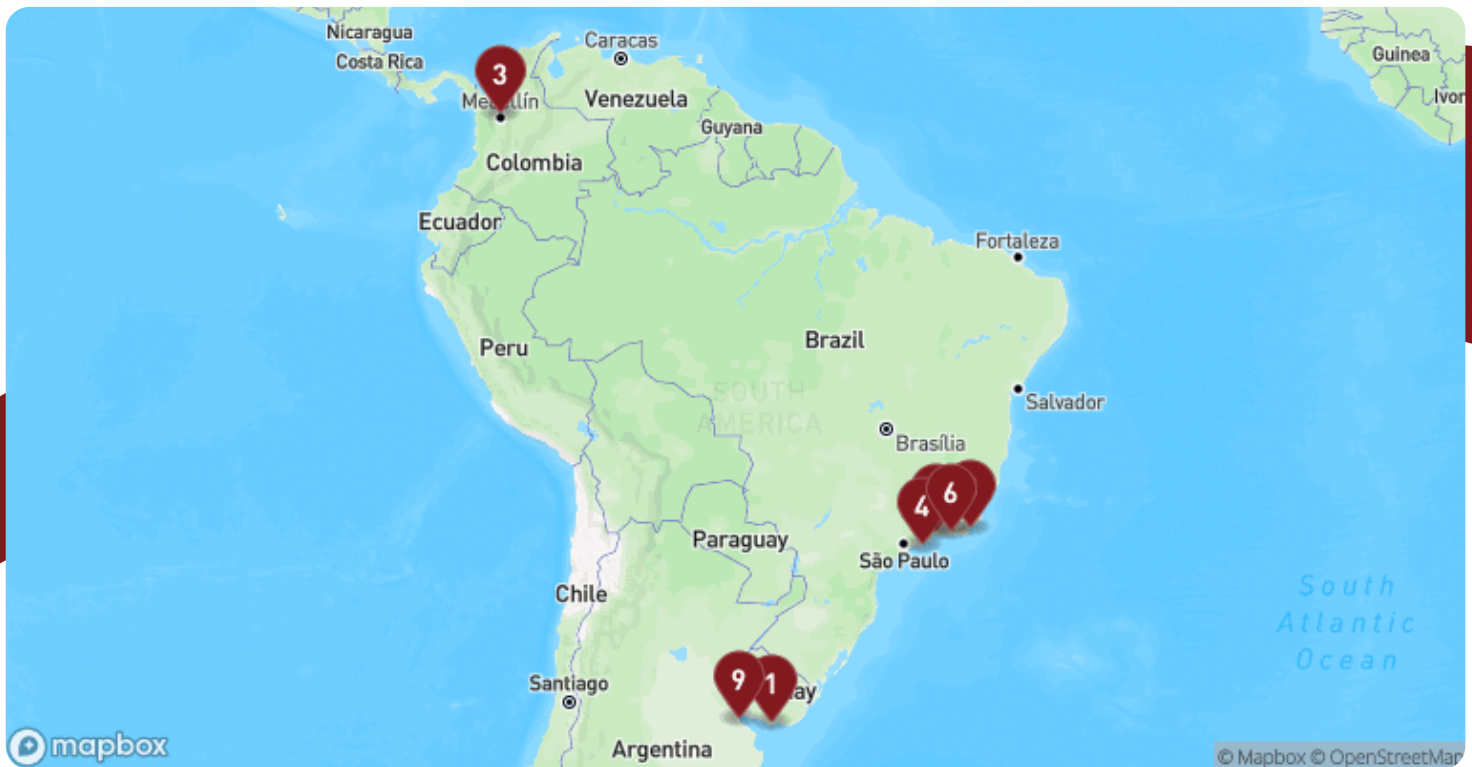 Nicaragua
Costa Rica
Caracas
Guinea
3
Venezuela
Guyana
Colombia
Ecuador
Fortaleza
Peru
Brazil
SOUTH
AMERICA
Salvador
Brasília
4
6
Paraguay
São Paulo
Chile
South
Atlantic
Ocean
Santiago
9
1
Argentina
mapbox
© Mapbox © OpenStreetMap